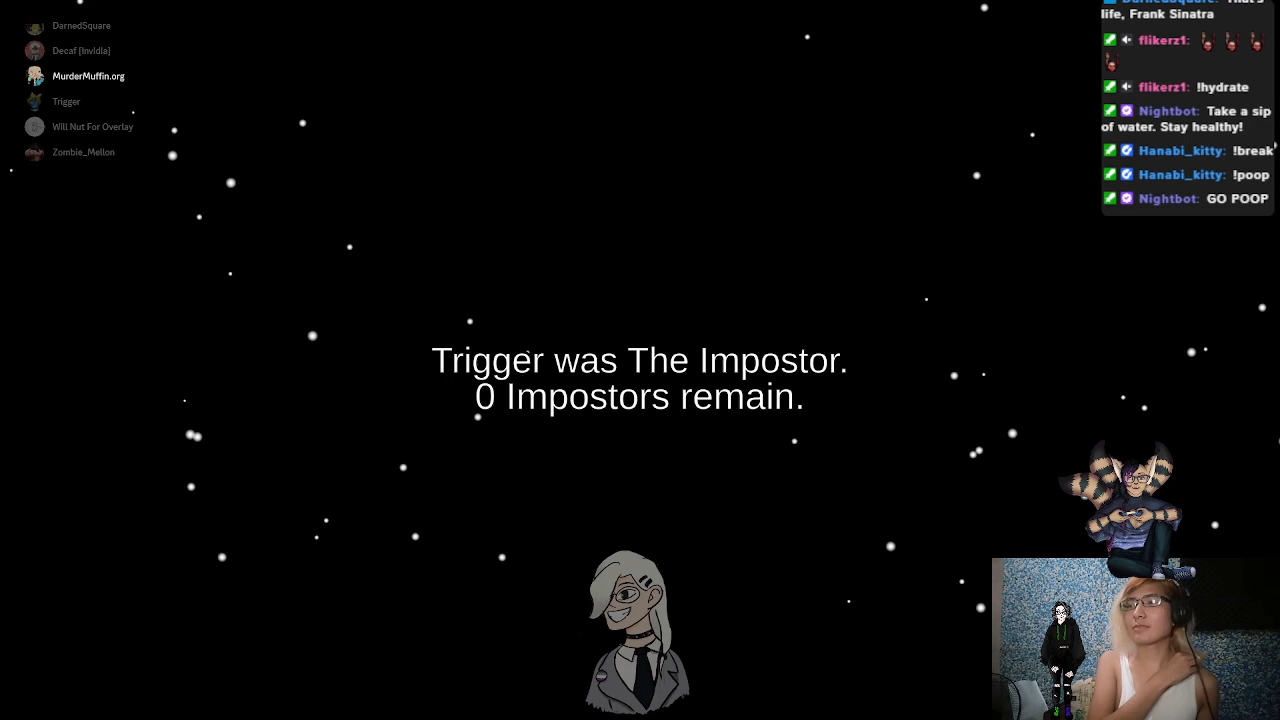 DarnedSquare
Decaf [Invidia]
MurderMuffin.org
Trigger
Will Nut For Overlay
Zombie_Mellon
life, Frank Sinatra
flikerz1:
flikerz1: !hydrate
Nightbot: Take a sip
of water. Stay healthy!
Hanabi_kitty: !break
Hanabi_kitty: !poop
Nightbot: GO POOP
Trigger was The Impostor.
0 Impostors remain.